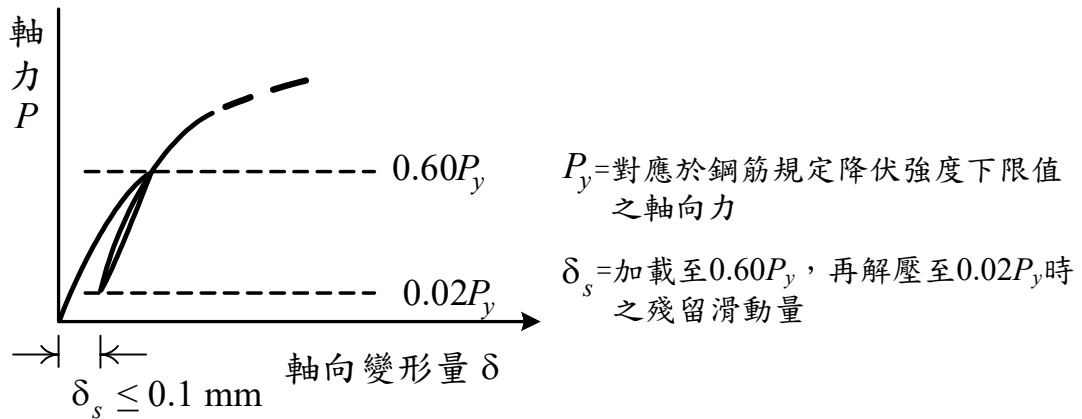 軸
力
P
0.60Py
0.02Py
軸向變形量 δ
δs ≤ 0.1 mm
Py=對應於鋼筋規定降伏強度下限值
之軸向力
δs=加載至0.60Py，再解壓至0.02Py時
之殘留滑動量